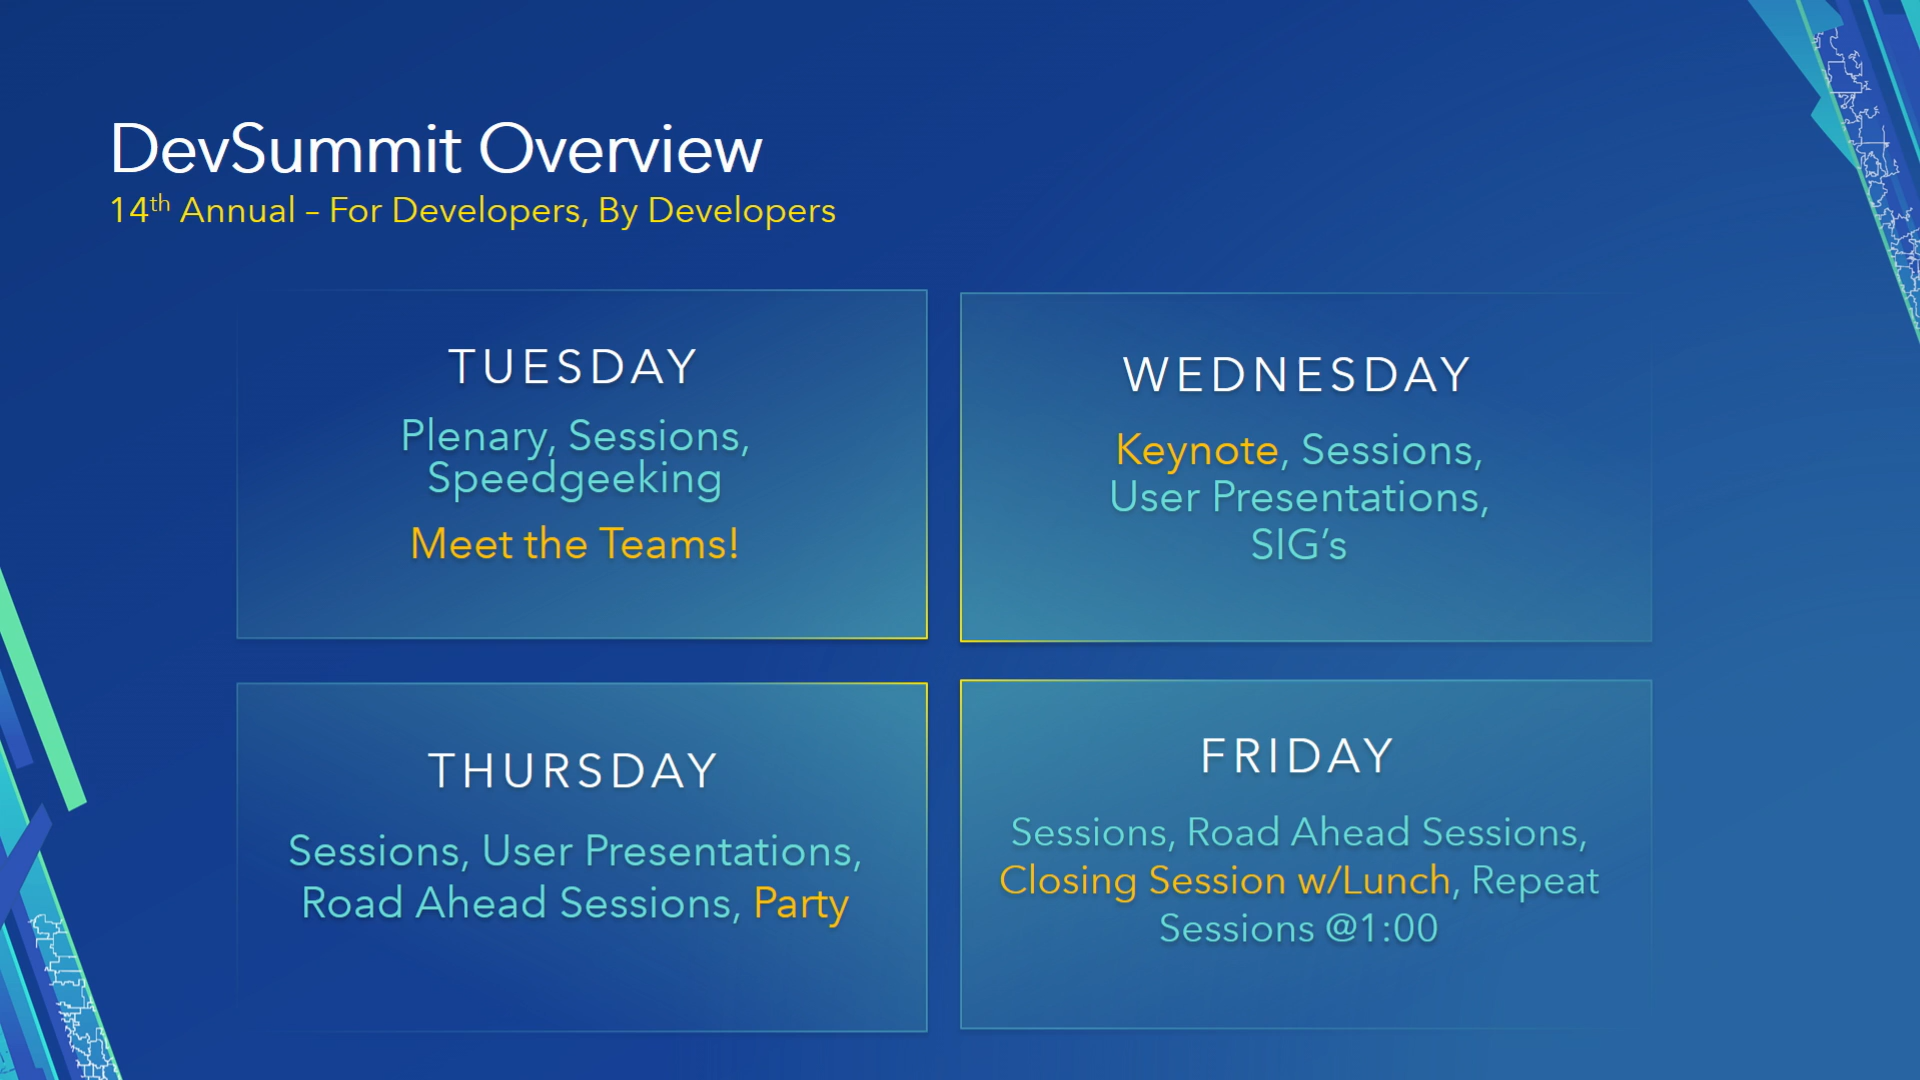 DevSummit Overview
14th Annual – For Developers, By Developers
TUESDAY
Plenary, Sessions,
Speedgeeking
Meet the Teams!
WEDNESDAY
Keynote, Sessions,
User Presentations,
SIG’s
THURSDAY
Sessions, User Presentations,
Road Ahead Sessions, Party
FRIDAY
Sessions, Road Ahead Sessions,
Closing Session w/Lunch, Repeat
Sessions @1:00